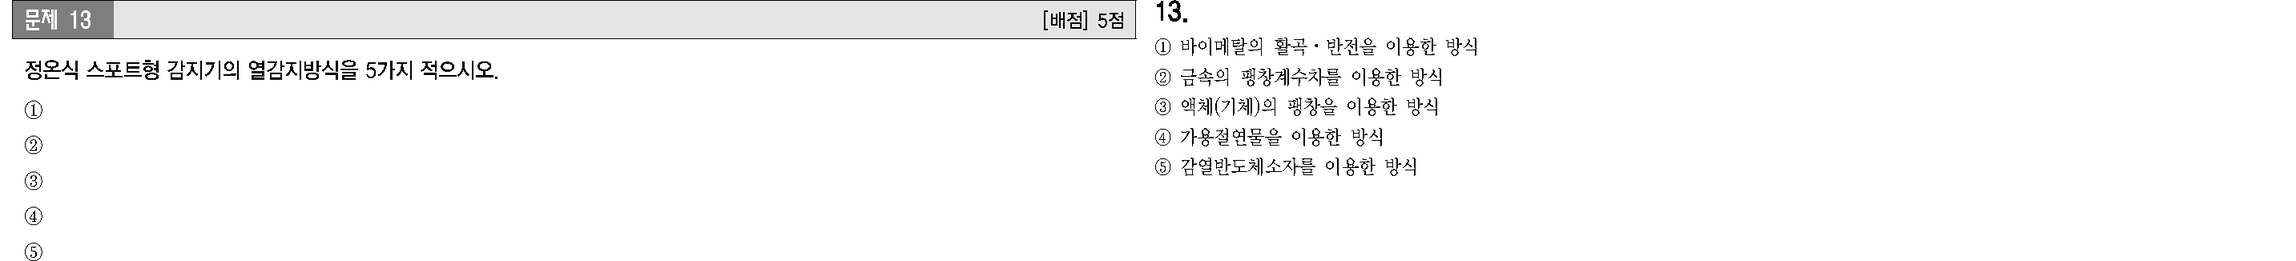 문제 13
[배점] 5점
정온식 스포트형 감지기의 열감지방식을 5가지 적으시오.
①
②
③
④
⑤
13.
① 바이메탈의 활곡·반전을 이용한 방식
② 금속의 팽창계수차를 이용한 방식
③ 액체(기체)의 팽창을 이용한 방식
④ 가용절연물을 이용한 방식
⑤ 감열반도체소자를 이용한 방식